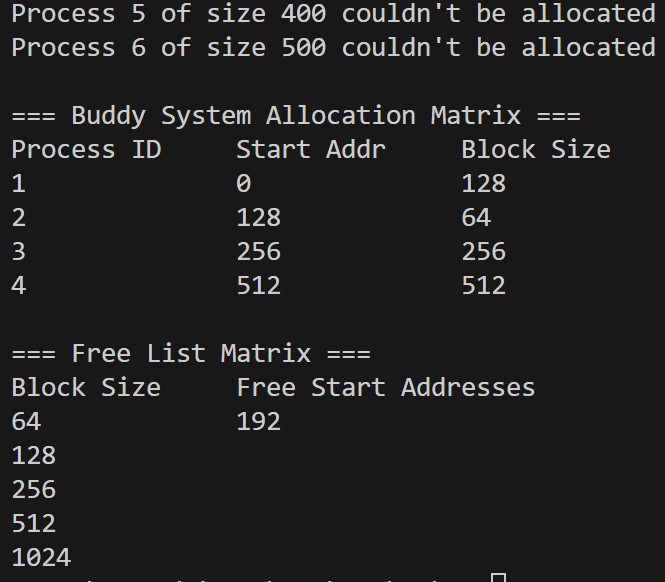 Process 5 of size 400 couldn't be allocated
Process 6 of size 500 couldn't be allocated
=== Buddy System Allocation Matrix ===
Process ID     Start Addr     Block Size
1              0              128
2              128            64
3              256            256
4              512            512
=== Free List Matrix ===
Block Size     Free Start Addresses
64             192
128
256
512
1024